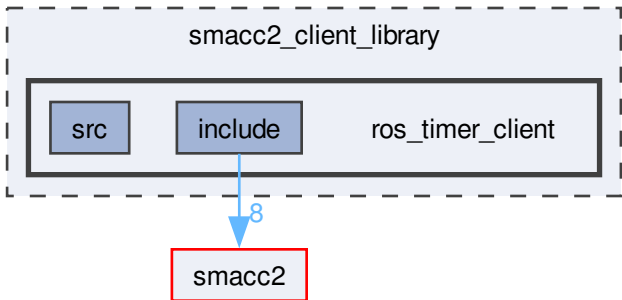 smacc2_client_library
src
include
ros_timer_client
8
smacc2